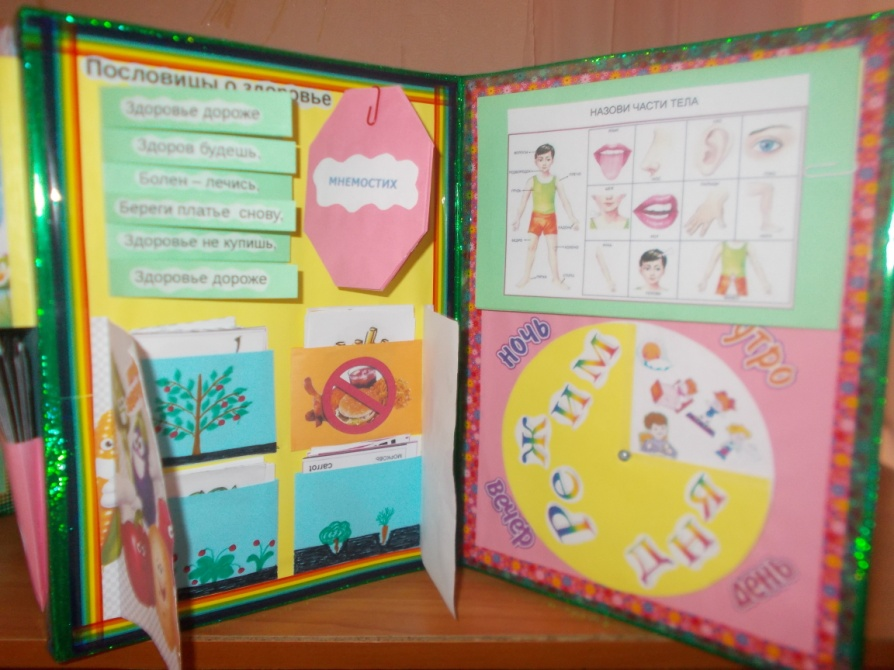 Пословицы о здоровье
Здоровье дороже
Здоров будешь,
Болен – лечись,
Береги платье снову,
Здоровье не купишь,
Здоровье дороже
МНЕМОСТИХ
морковь
carrot
НАЗОВИ ЧАСТИ ТЕЛА
НОЧЬ
УТРО
РЕЖИМ
ДНЯ
ВЕЧЕР
ДЕНЬ